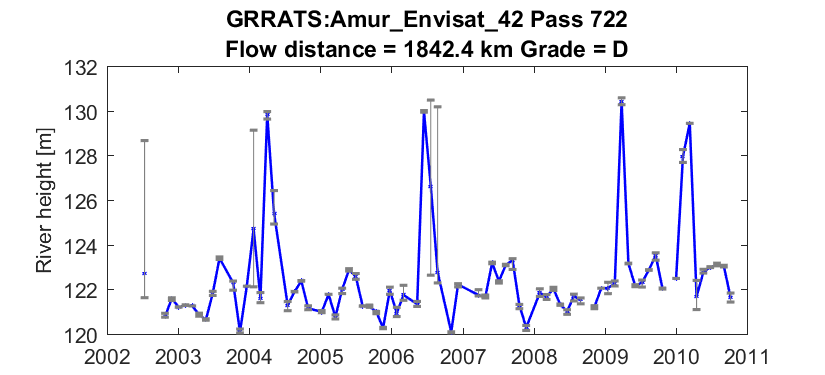 GRRATS:Amur_Envisat_42 Pass 722
Flow distance = 1842.4 km Grade = D
River height [m]
132
130
128
126
124
122
120
2002 2003 2004 2005 2006 2007 2008 2009 2010 2011